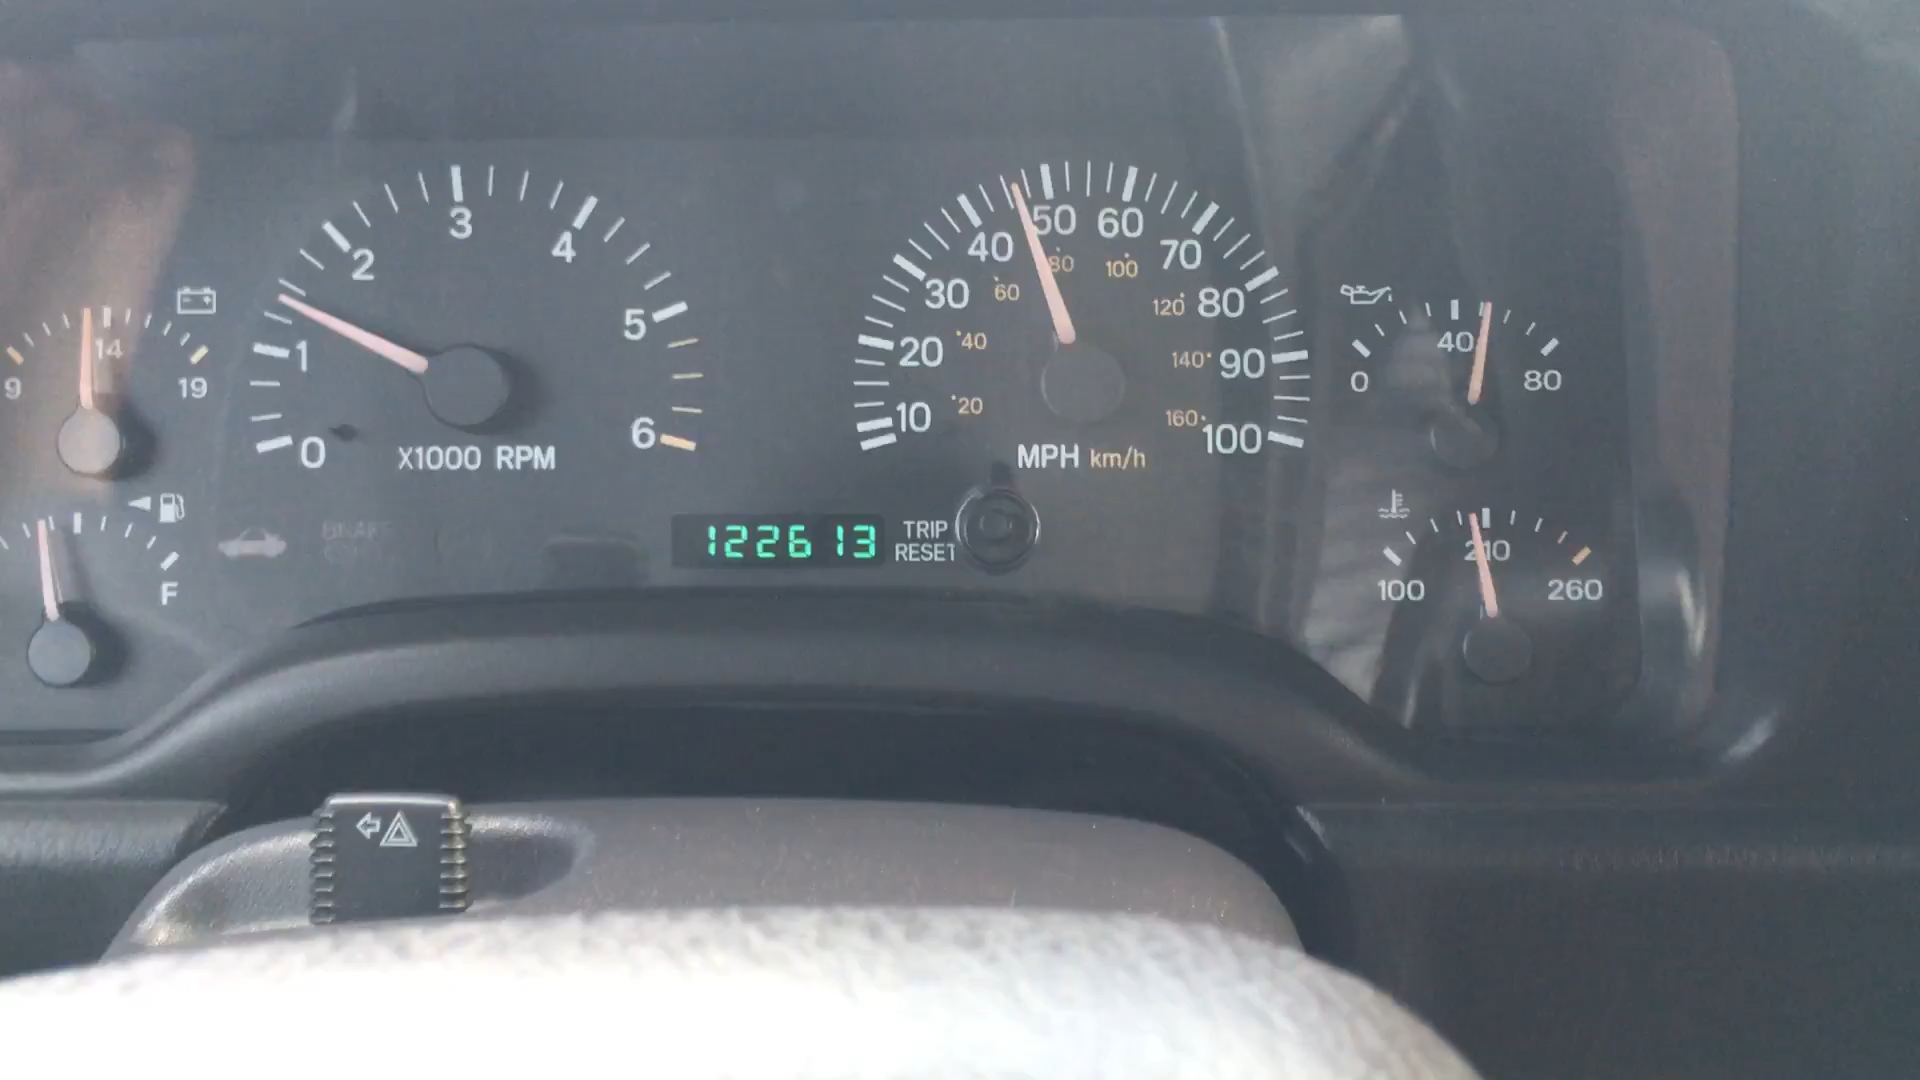 0 1 2 3 4 5 6
X1000 RPM
10 20 30 40 50 60 70 80 90 100
20 40 60 80 100 120 140 160
MPH km/h
9 14 19
F
122613
TRIP
RESET
0 40 80
100 210 260
BRAKE